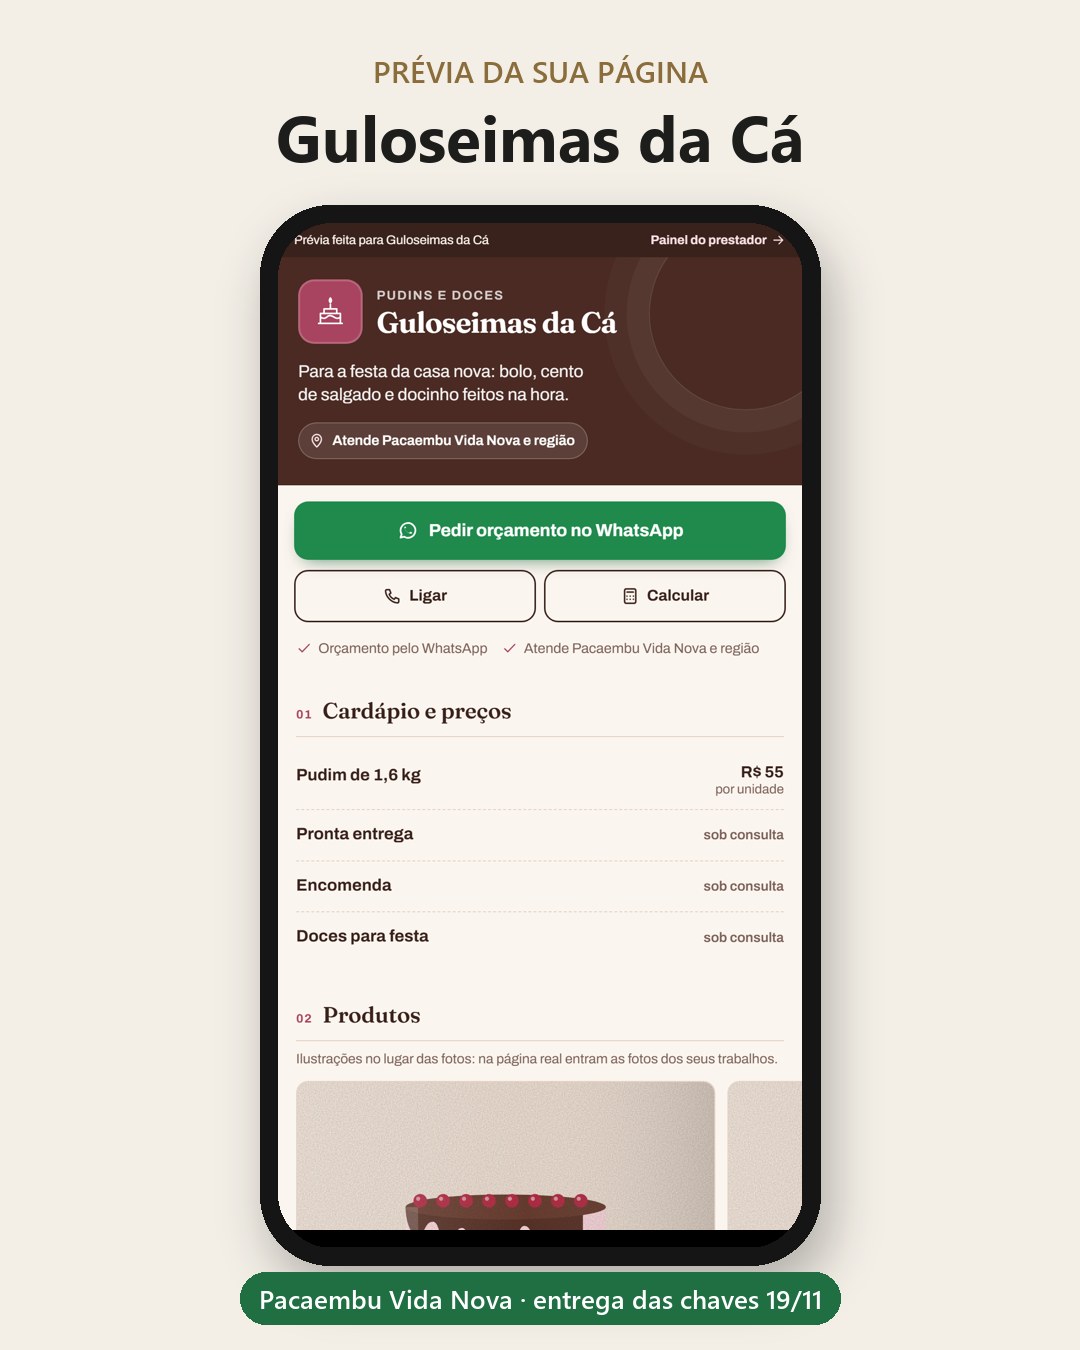 PRÉVIA DA SUA PÁGINA
Guloseimas da Cá
Prévia feita para Guloseimas da Cá
Painel do prestador →
PUDINS E DOCES
Guloseimas da Cá
Para a festa da casa nova: bolo, cento
de salgado e docinho feitos na hora.
Atende Pacaembu Vida Nova e região
Pedir orçamento no WhatsApp
Ligar
Calcular
Orçamento pelo WhatsApp
Atende Pacaembu Vida Nova e região
01 Cardápio e preços
Pudim de 1,6 kg
R$ 55
por unidade
Pronta entrega
sob consulta
Encomenda
sob consulta
Doces para festa
sob consulta
02 Produtos
Ilustrações no lugar das fotos: na página real entram as fotos dos seus trabalhos.
Pacaembu Vida Nova · entrega das chaves 19/11